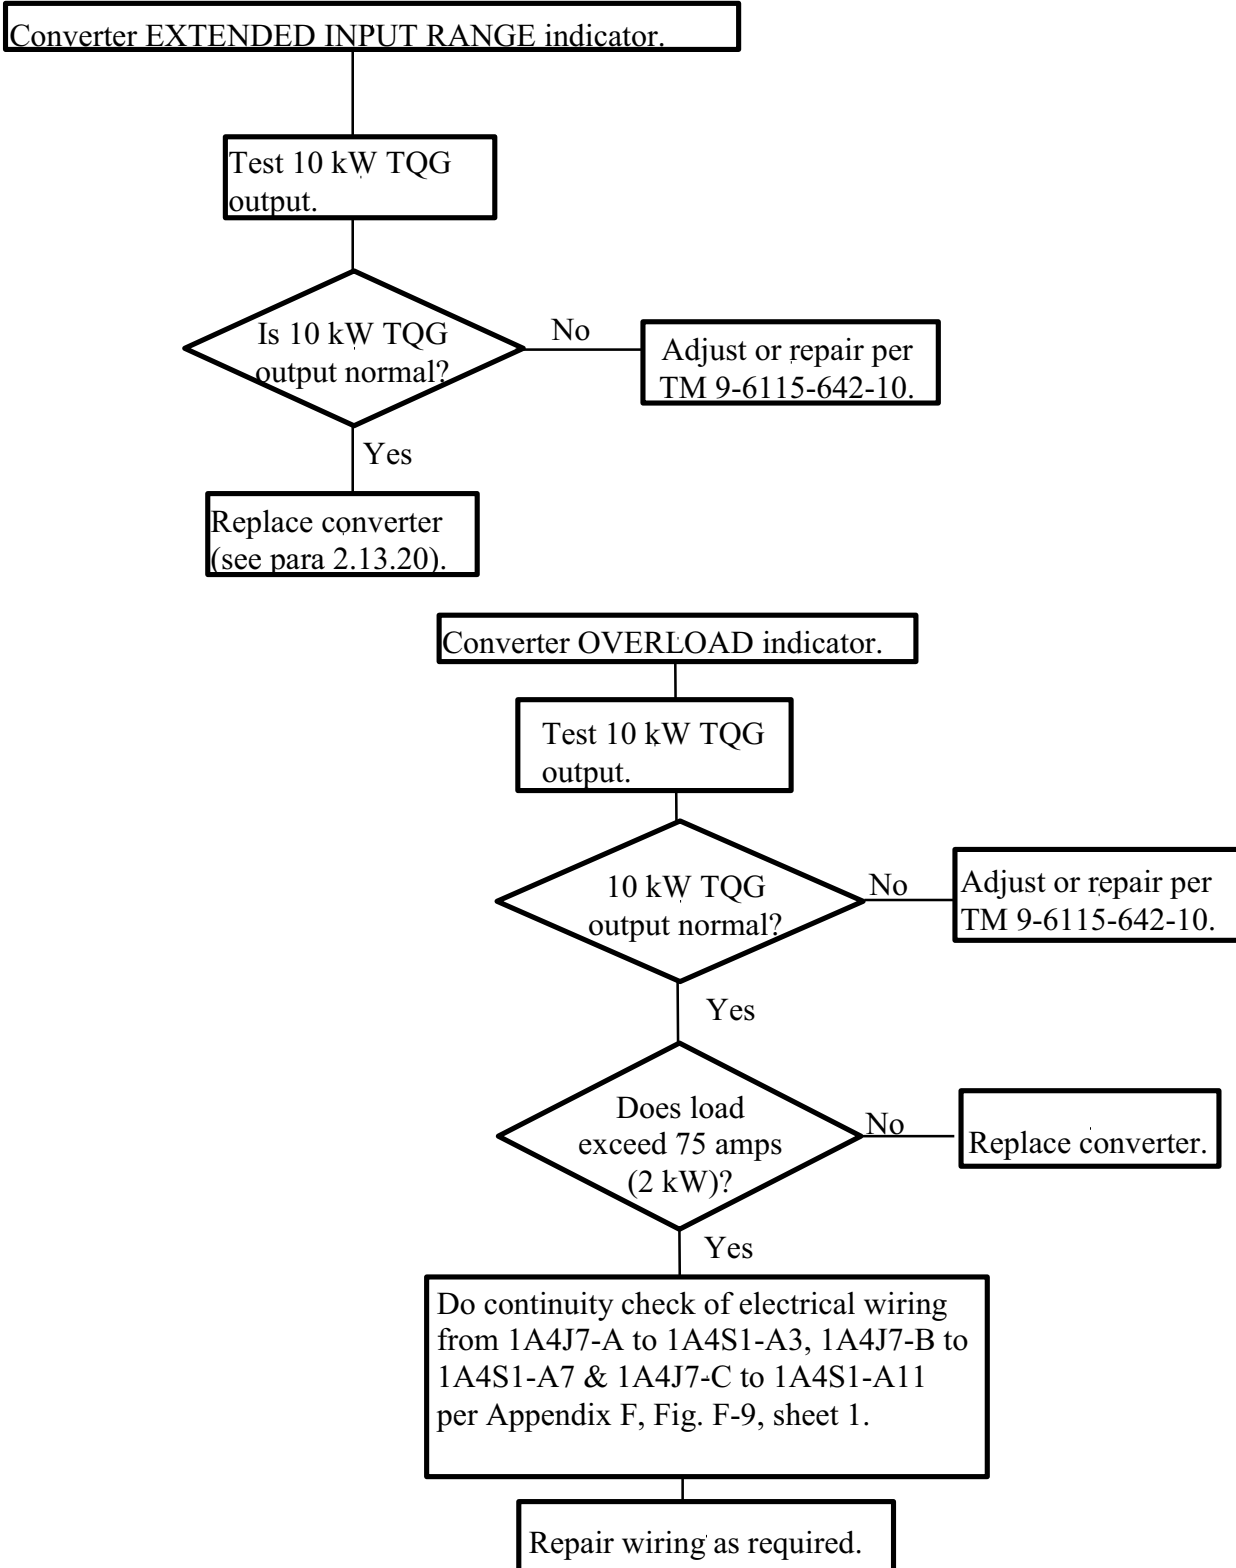 Converter EXTENDED INPUT RANGE indicator.
Test 10 kW TQG
output.
Is 10 kW TQG
output normal?
No
Adjust or repair per
TM 9-6115-642-10.
Yes
Replace converter
(see para 2.13.20).
Converter OVERLOAD indicator.
Test 10 kW TQG
output.
10 kW TQG
output normal?
No
Adjust or repair per
TM 9-6115-642-10.
Yes
Does load
exceed 75 amps
(2 kW)?
No
Replace converter.
Yes
Do continuity check of electrical wiring
from 1A4J7-A to 1A4S1-A3, 1A4J7-B to
1A4S1-A7 & 1A4J7-C to 1A4S1-A11
per Appendix F, Fig. F-9, sheet 1.
Repair wiring as required.